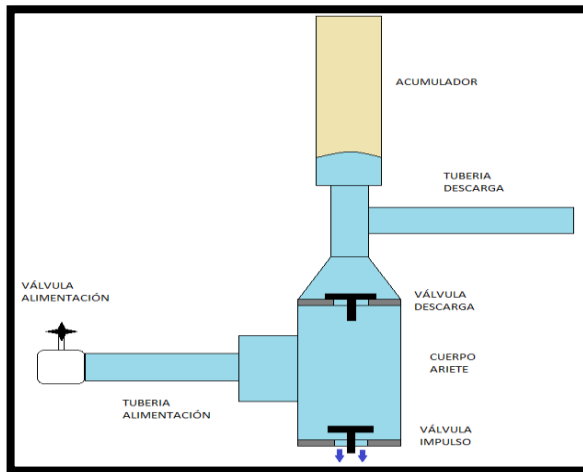 ACUMULADOR
TUBERIA
DESCARGA
VÁLVULA
ALIMENTACIÓN
VÁLVULA
DESCARGA
CUERPO
ARIETE
TUBERIA
ALIMENTACIÓN
VÁLVULA
IMPULSO